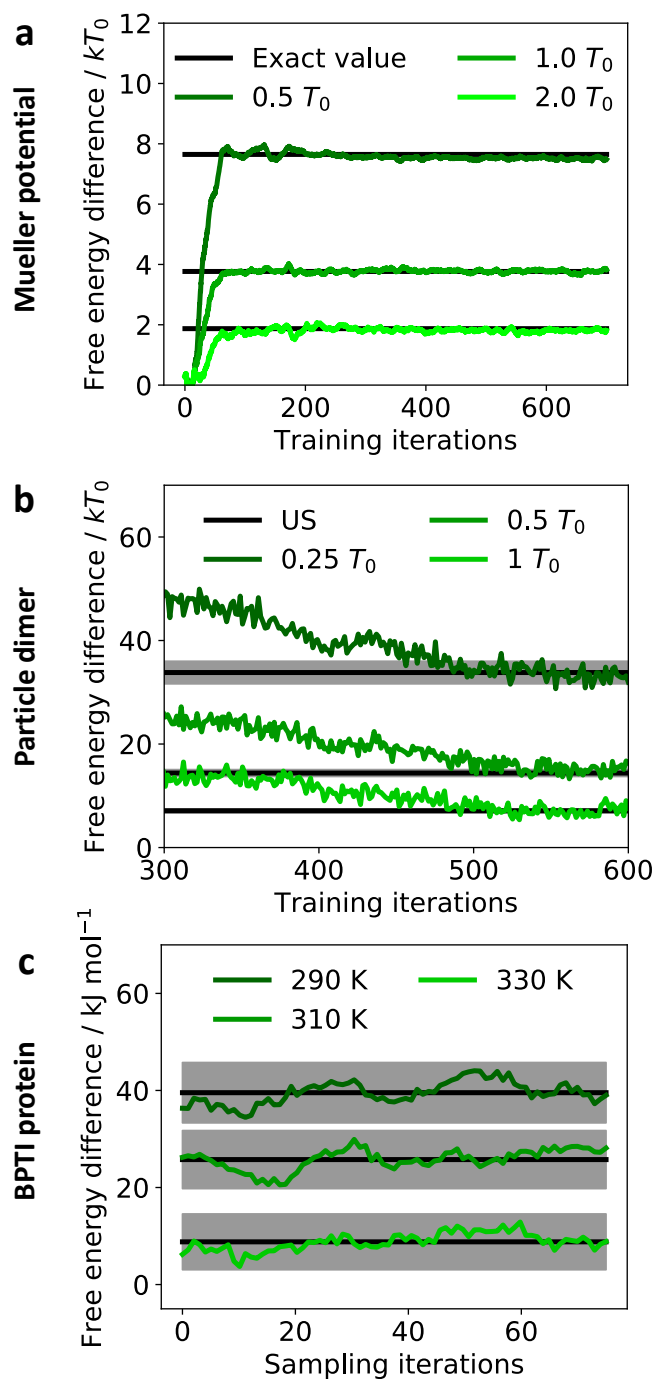 a
Mueller potential
Free energy difference / kT₀
12
10
8
6
4
2
0
Exact value
0.5 T₀
1.0 T₀
2.0 T₀
0
200
400
600
Training iterations
b
Particle dimer
Free energy difference / kT₀
60
40
20
0
US
0.25 T₀
0.5 T₀
1 T₀
300
400
500
600
Training iterations
c
BPTI protein
Free energy difference / kJ mol⁻¹
60
40
20
0
290 K
310 K
330 K
0
20
40
60
Sampling iterations